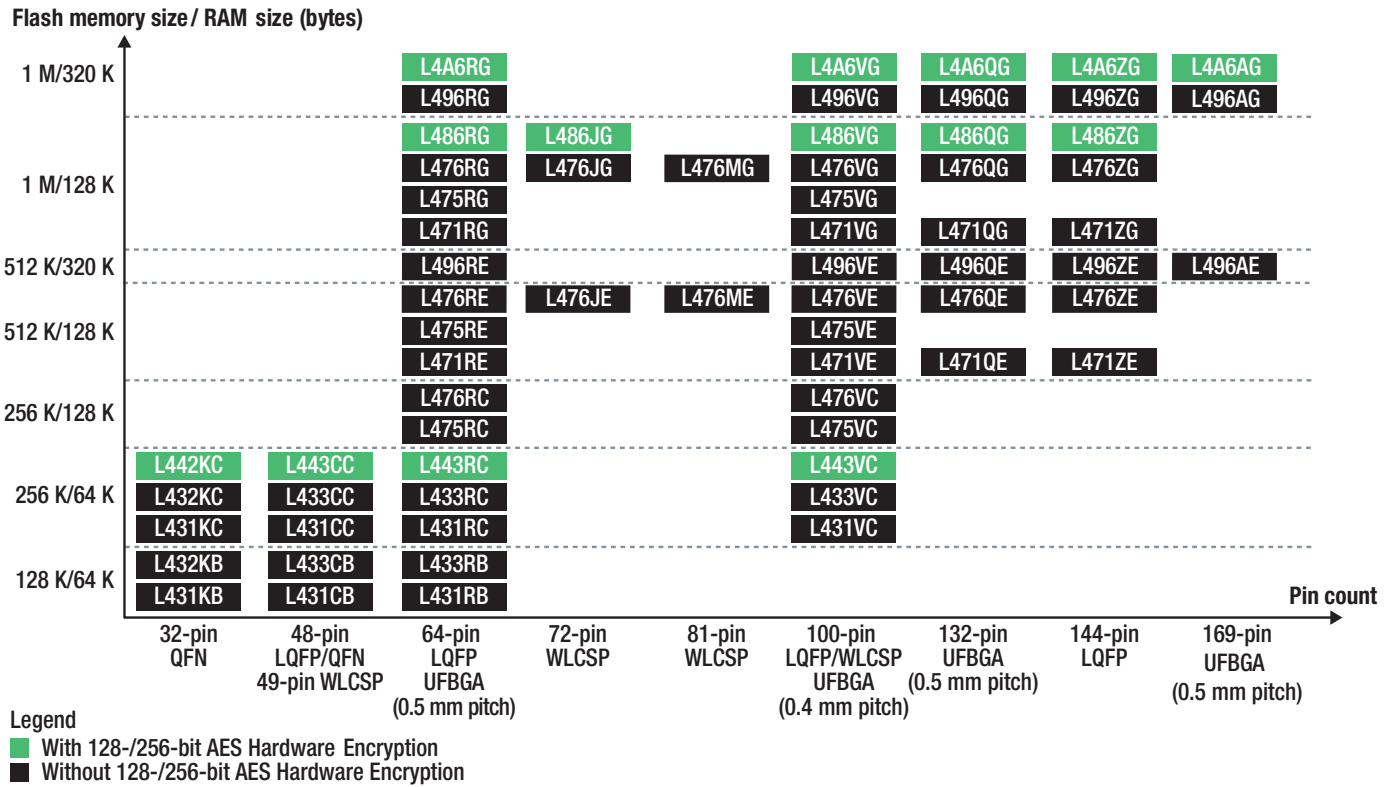 Flash memory size / RAM size (bytes)
1 M/320 K
L4A6RG L4A6VG L4A6QG L4A6ZG L4A6AG
L496RG L496VG L496QG L496ZG L496AG
1 M/128 K
L486RG L486JG L486VG L486QG L486ZG
L476RG L476JG L476MG L476VG L476QG L476ZG
L475RG L475VG
L471RG L471VG L471QG L471ZG
512 K/320 K L496RE L496VE L496QE L496ZE L496AE
512 K/128 K
L476RE L476JE L476ME L476VE L476QE L476ZE
L475RE L475VE
L471RE L471VE L471QE L471ZE
256 K/128 K
L476RC L476VC
L475RC L475VC
256 K/64 K
L442KC L443CC L443RC L443VC
L432KC L433CC L433RC L433VC
L431KC L431CC L431RC L431VC
128 K/64 K
L432KB L433CB L433RB
L431KB L431CB L431RB
Pin count
32-pin
QFN
48-pin
LQFP/QFN
49-pin WLCSP
64-pin
LQFP
UFBGA
(0.5 mm pitch)
72-pin
WLCSP
81-pin
WLCSP
100-pin
LQFP/WLCSP
UFBGA
(0.4 mm pitch)
132-pin
UFBGA
(0.5 mm pitch)
144-pin
LQFP
169-pin
UFBGA
(0.5 mm pitch)
Legend
With 128-/256-bit AES Hardware Encryption
Without 128-/256-bit AES Hardware Encryption